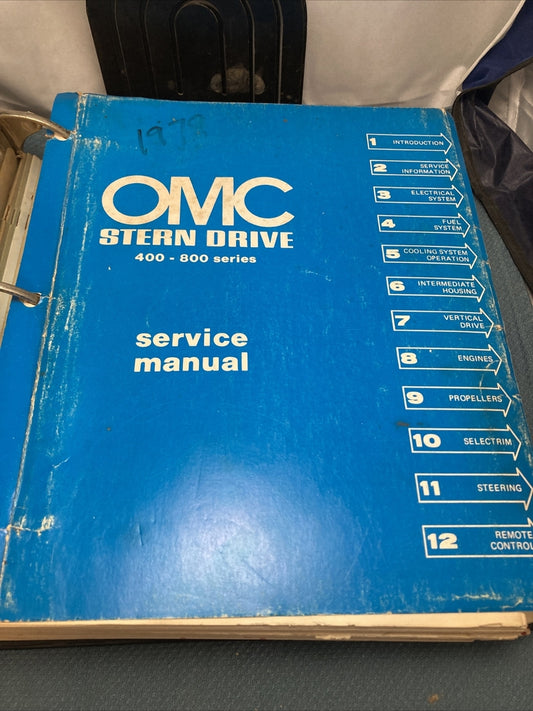 1978
OMC
STERN DRIVE
400 - 800 series
service
manual
1 INTRODUCTION
2 SERVICE
INFORMATION
3 ELECTRICAL
SYSTEM
4 FUEL
SYSTEM
5 COOLING SYSTEM
OPERATION
6 INTERMEDIATE
HOUSING
7 VERTICAL
DRIVE
8 ENGINES
9 PROPELLERS
10 SELECTRIM
11 STEERING
12 REMOTE
CONTROL